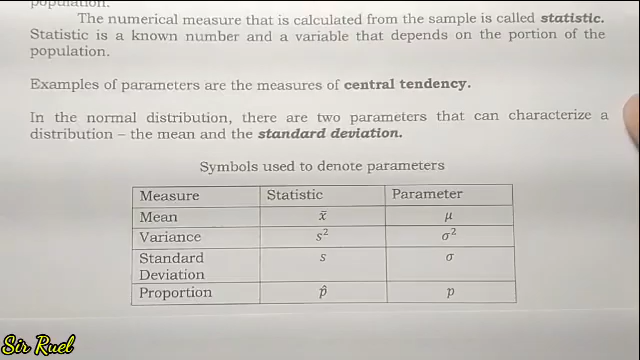 population.
The numerical measure that is calculated from the sample is called statistic.
Statistic is a known number and a variable that depends on the portion of the
population.
Examples of parameters are the measures of central tendency.
In the normal distribution, there are two parameters that can characterize a
distribution – the mean and the standard deviation.
Symbols used to denote parameters
Measure Statistic Parameter
Mean x̄ μ
Variance s² σ²
Standard
Deviation s σ
Proportion p̂ p
Sir Ruel